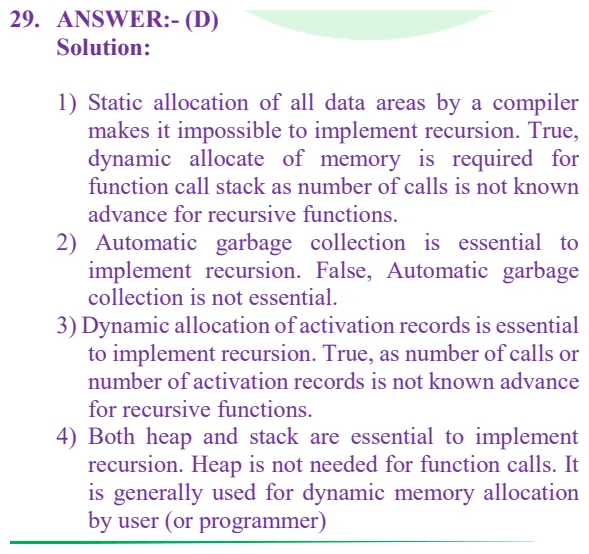 29. ANSWER:- (D)
Solution:
1) Static allocation of all data areas by a compiler
makes it impossible to implement recursion. True,
dynamic allocate of memory is required for
function call stack as number of calls is not known
advance for recursive functions.
2) Automatic garbage collection is essential to
implement recursion. False, Automatic garbage
collection is not essential.
3) Dynamic allocation of activation records is essential
to implement recursion. True, as number of calls or
number of activation records is not known advance
for recursive functions.
4) Both heap and stack are essential to implement
recursion. Heap is not needed for function calls. It
is generally used for dynamic memory allocation
by user (or programmer)